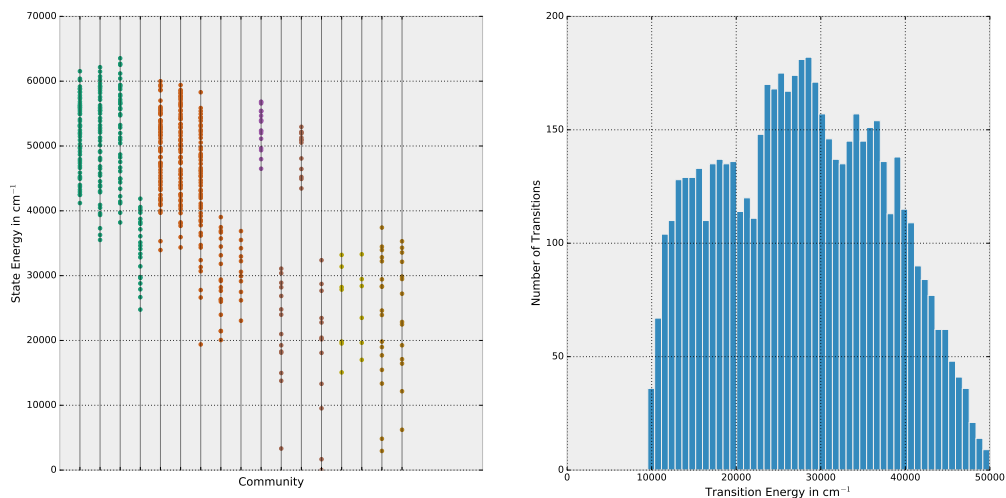 70000
60000
50000
40000
30000
20000
10000
0
State Energy in cm⁻¹
Community
200
150
100
50
0
Number of Transitions
0 10000 20000 30000 40000 50000
Transition Energy in cm⁻¹